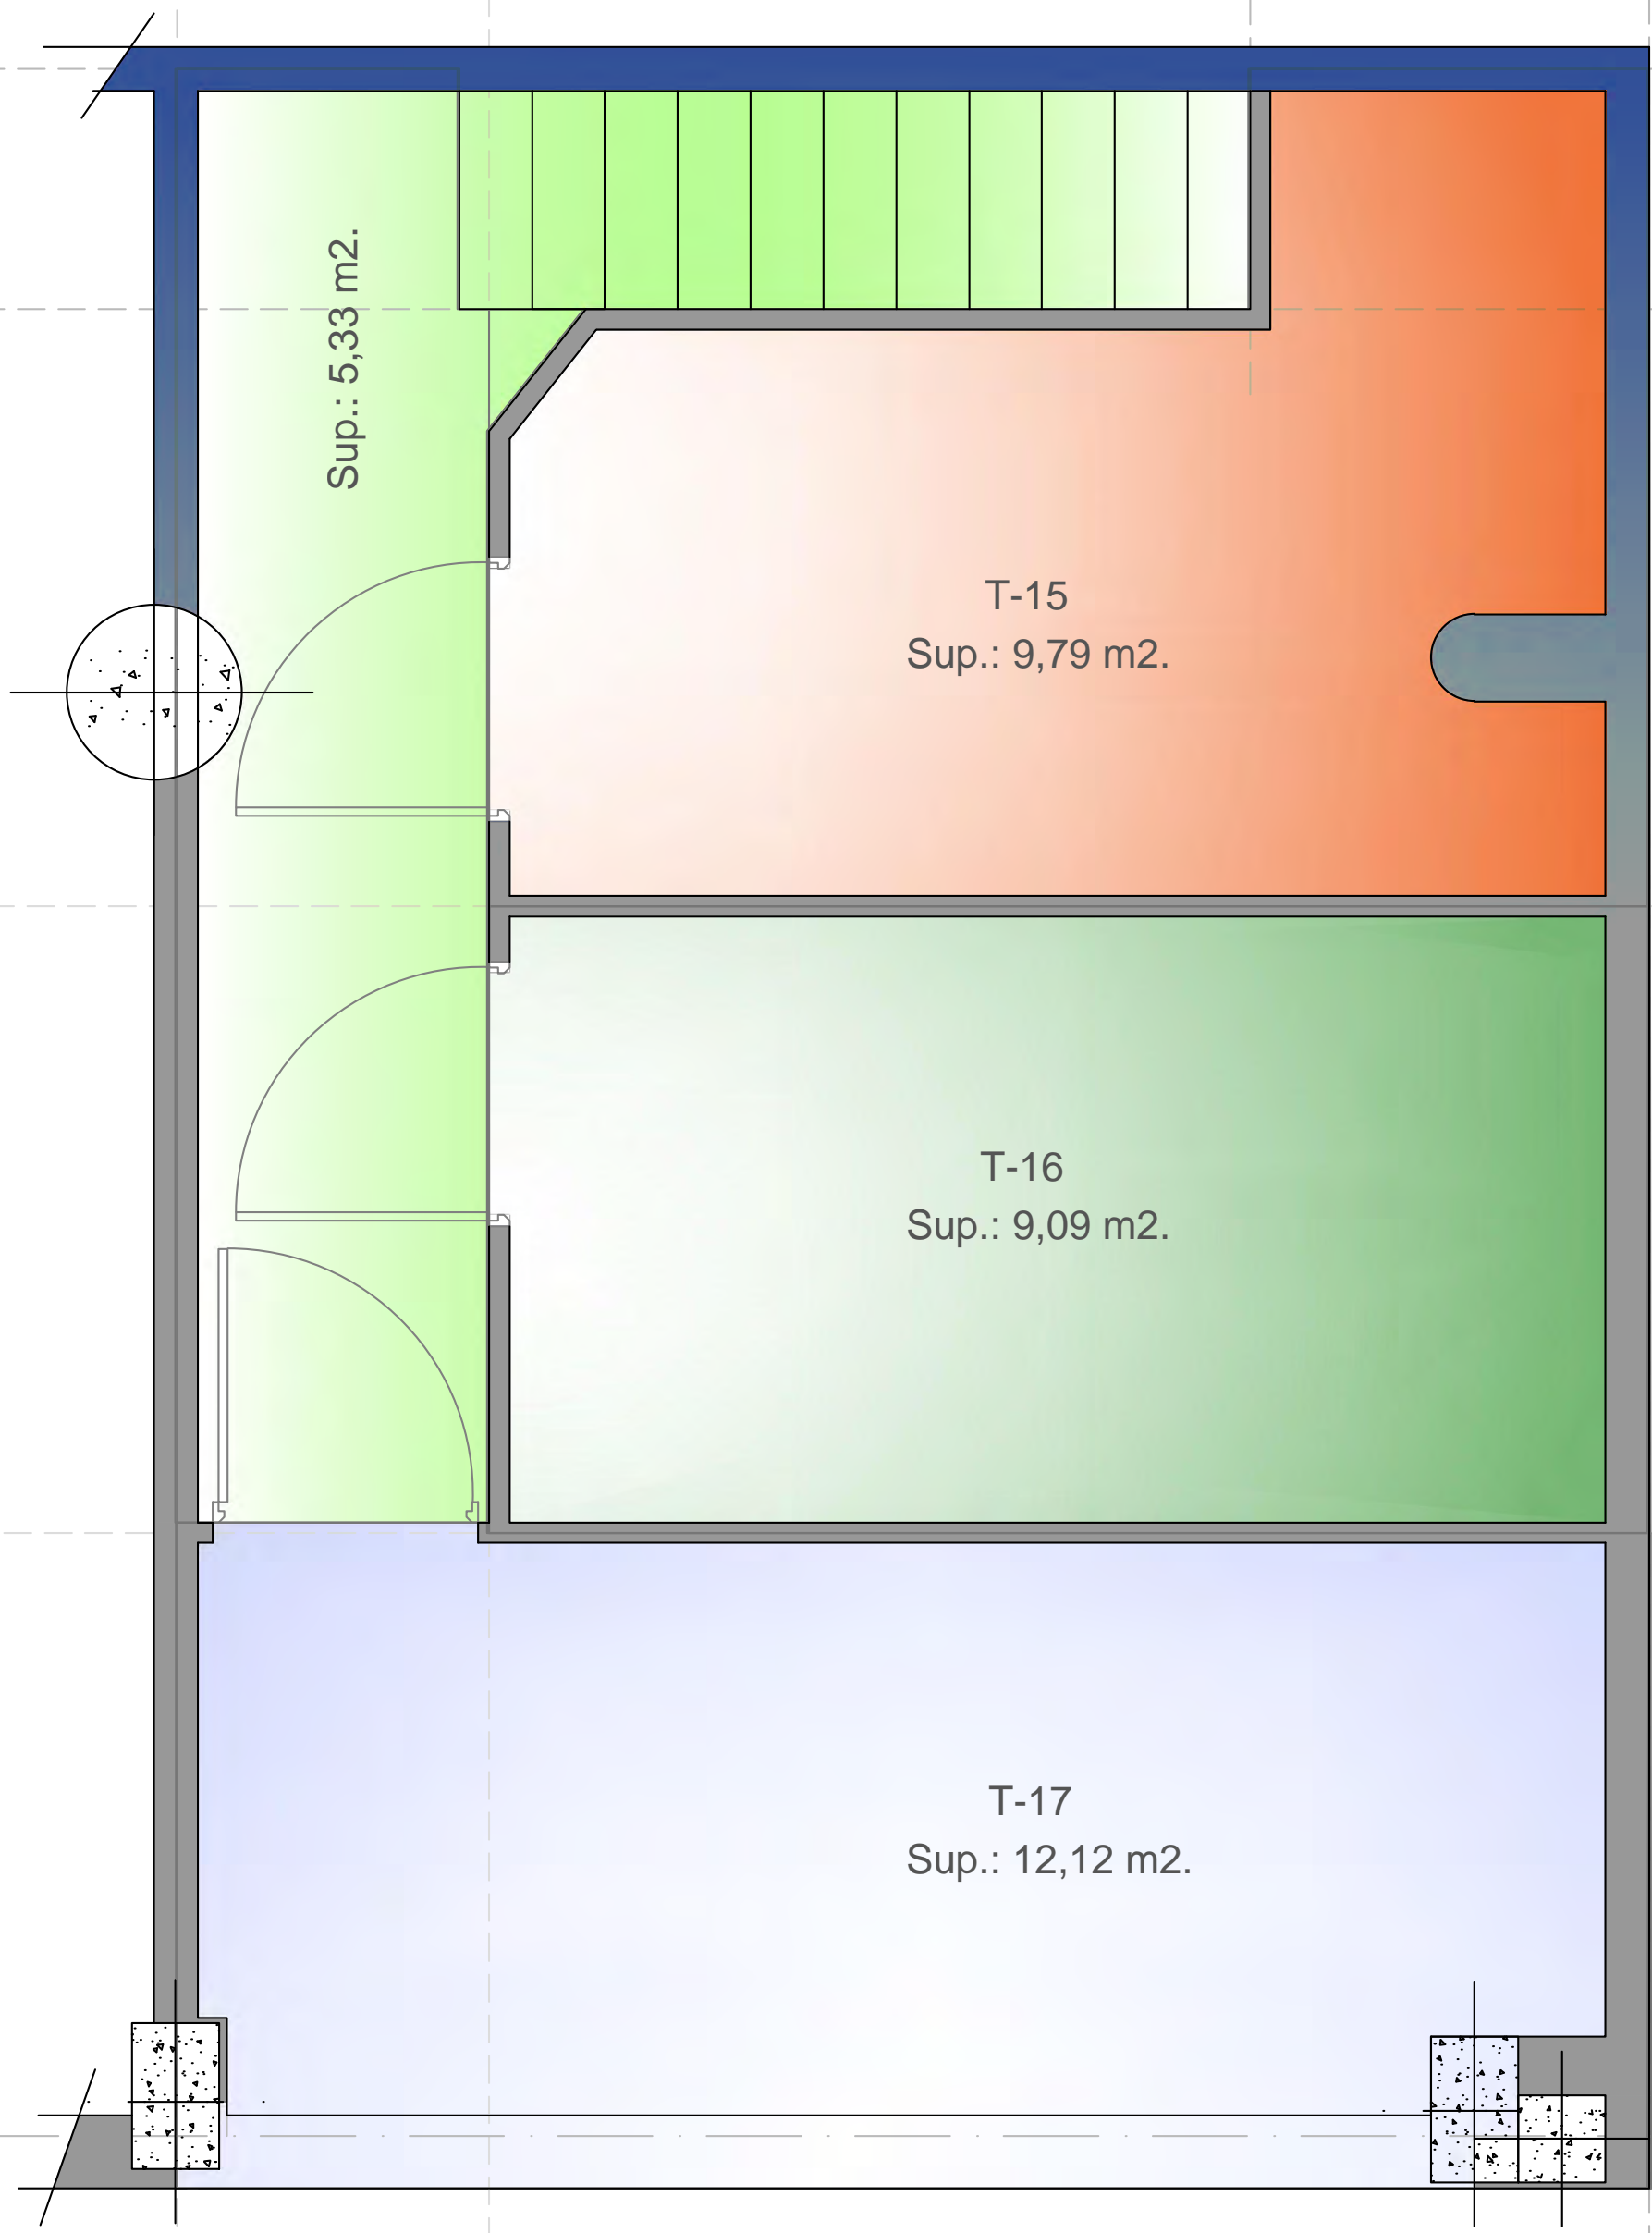 Sup.: 5,33 m2.
T-15
Sup.: 9,79 m2.
T-16
Sup.: 9,09 m2.
T-17
Sup.: 12,12 m2.